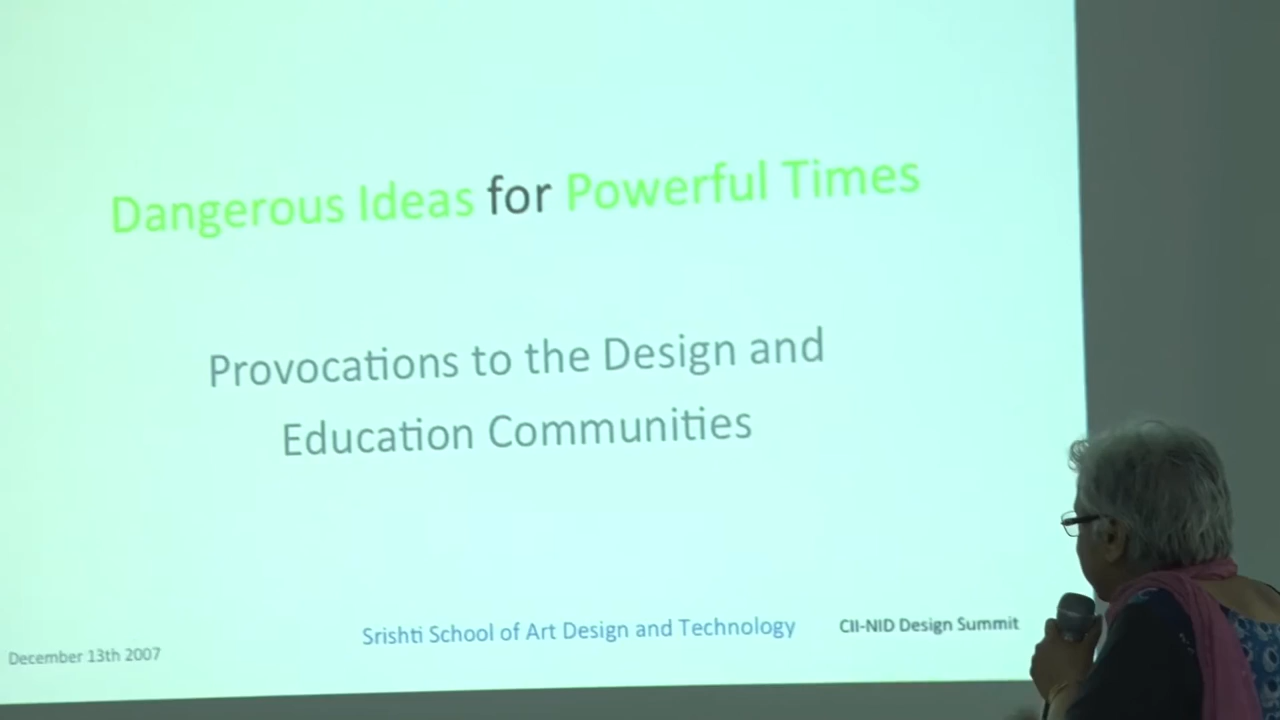 Dangerous Ideas for Powerful Times
Provocations to the Design and
Education Communities
December 13th 2007
Srishti School of Art Design and Technology
CII-NID Design Summit